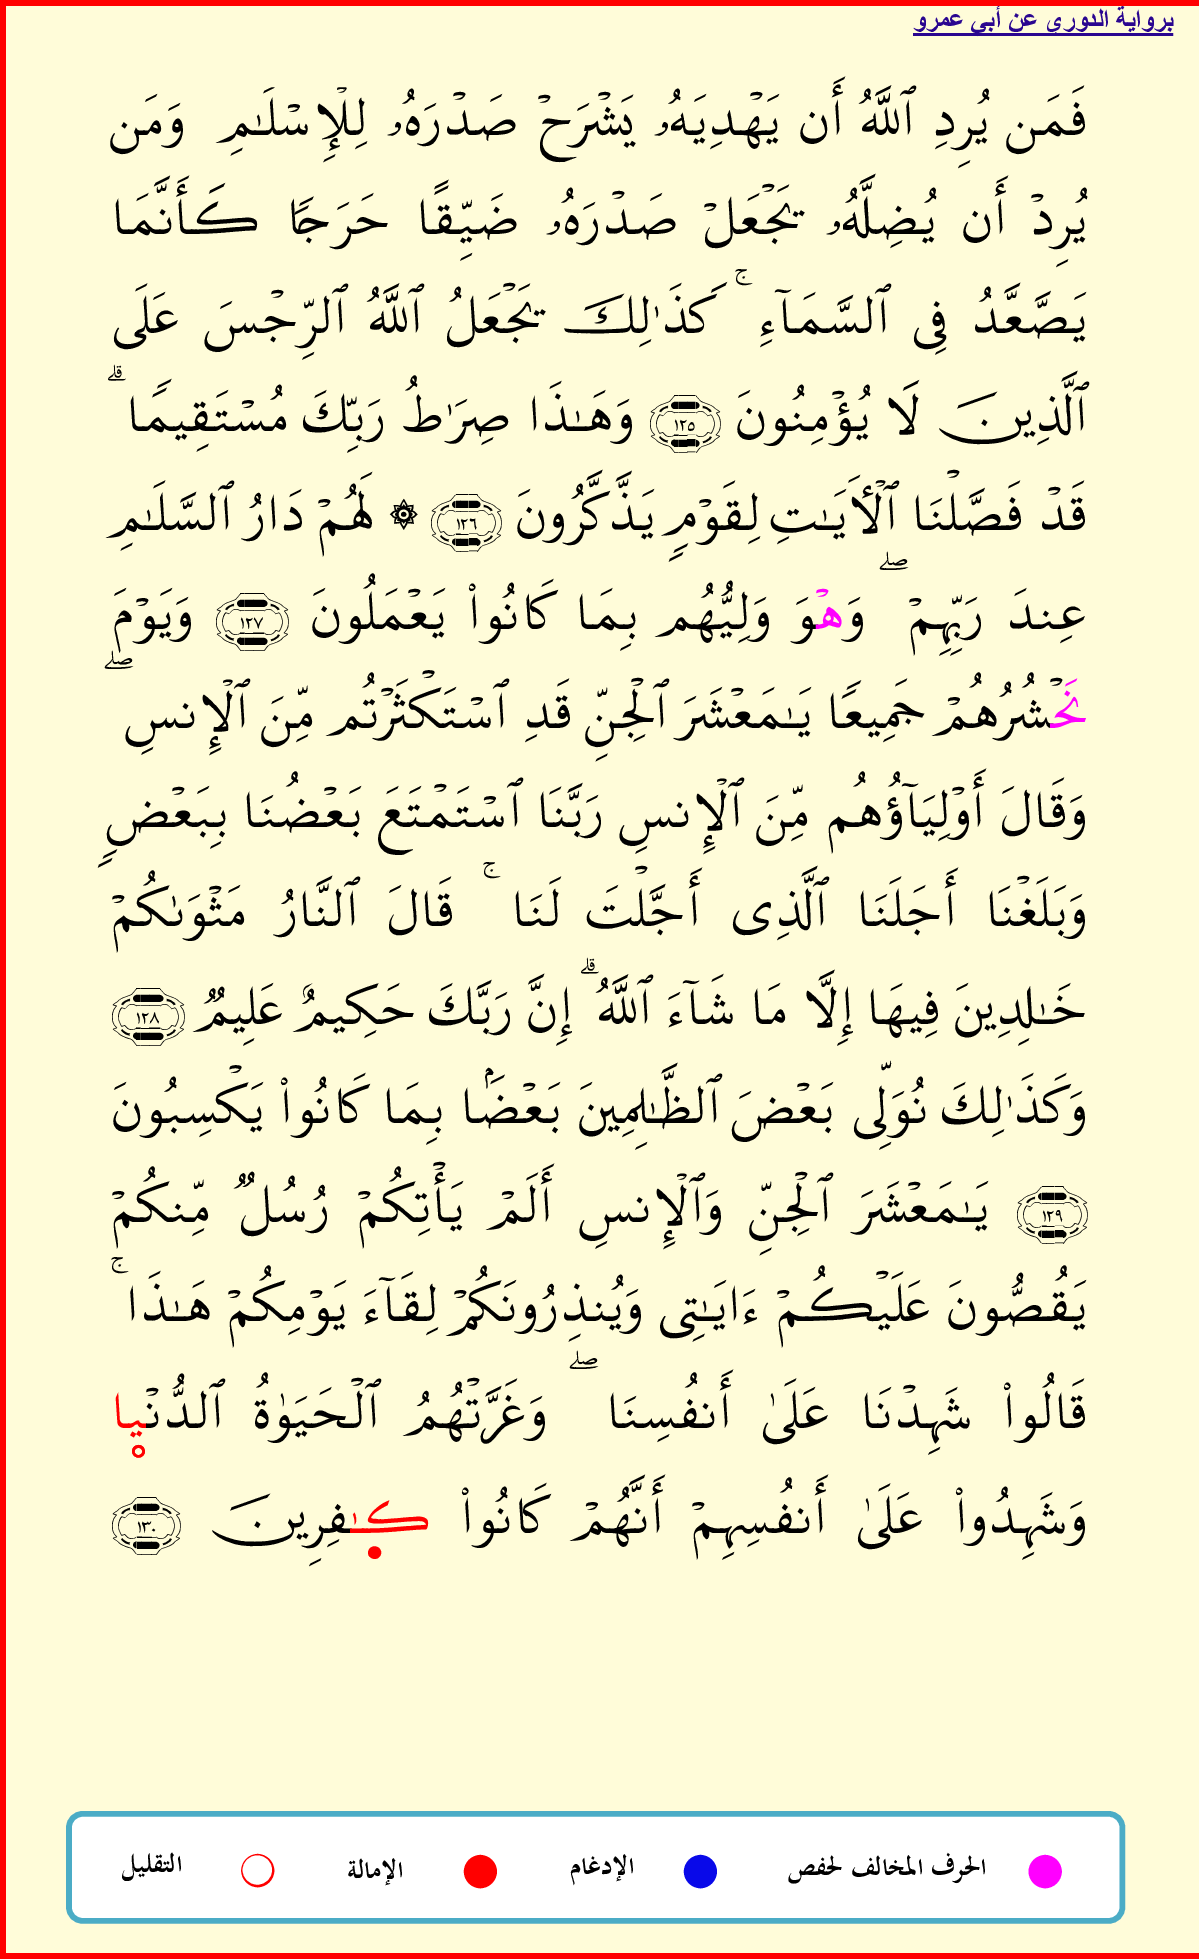 برواية الدوري عن أبي عمرو
فَمَن يُرِدِ ٱللَّهُ أَن يَهْدِيَهُۥ يَشْرَحْ صَدْرَهُۥ لِلْإِسْلَٰمِ وَمَن
يُرِدْ أَن يُضِلَّهُۥ يَجْعَلْ صَدْرَهُۥ ضَيِّقًا حَرَجًا كَأَنَّمَا
يَصَّعَّدُ فِى ٱلسَّمَآءِ ۚ كَذَٰلِكَ يَجْعَلُ ٱللَّهُ ٱلرِّجْسَ عَلَى
ٱلَّذِينَ لَا يُؤْمِنُونَ ١٢٥ وَهَٰذَا صِرَٰطُ رَبِّكَ مُسْتَقِيمًا ۗ
قَدْ فَصَّلْنَا ٱلْأَيَٰتِ لِقَوْمٍ يَذَّكَّرُونَ ١٢٦ ۞ لَهُمْ دَارُ ٱلسَّلَٰمِ
عِندَ رَبِّهِمْ ۖ وَهْوَ وَلِيُّهُم بِمَا كَانُوا۟ يَعْمَلُونَ ١٢٧ وَيَوْمَ
نَحْشُرُهُمْ جَمِيعًا يَٰمَعْشَرَ ٱلْجِنِّ قَدِ ٱسْتَكْثَرْتُم مِّنَ ٱلْإِنسِ ۖ
وَقَالَ أَوْلِيَآؤُهُم مِّنَ ٱلْإِنسِ رَبَّنَا ٱسْتَمْتَعَ بَعْضُنَا بِبَعْضٍ
وَبَلَغْنَا أَجَلَنَا ٱلَّذِى أَجَّلْتَ لَنَا ۚ قَالَ ٱلنَّارُ مَثْوَىٰكُمْ
خَٰلِدِينَ فِيهَا إِلَّا مَا شَآءَ ٱللَّهُ ۗ إِنَّ رَبَّكَ حَكِيمٌ عَلِيمٌ ١٢٨
وَكَذَٰلِكَ نُوَلِّى بَعْضَ ٱلظَّٰلِمِينَ بَعْضَۢا بِمَا كَانُوا۟ يَكْسِبُونَ
١٢٩ يَٰمَعْشَرَ ٱلْجِنِّ وَٱلْإِنسِ أَلَمْ يَأْتِكُمْ رُسُلٌ مِّنكُمْ
يَقُصُّونَ عَلَيْكُمْ ءَايَٰتِى وَيُنذِرُونَكُمْ لِقَآءَ يَوْمِكُمْ هَٰذَا ۚ
قَالُوا۟ شَهِدْنَا عَلَىٰ أَنفُسِنَا ۖ وَغَرَّتْهُمُ ٱلْحَيَوٰةُ ٱلدُّنْيا
وَشَهِدُوا۟ عَلَىٰ أَنفُسِهِمْ أَنَّهُمْ كَانُوا۟ كَٰفِرِينَ ١٣٠
الحرف المخالف لحفص الإدغام الإمالة التقليل